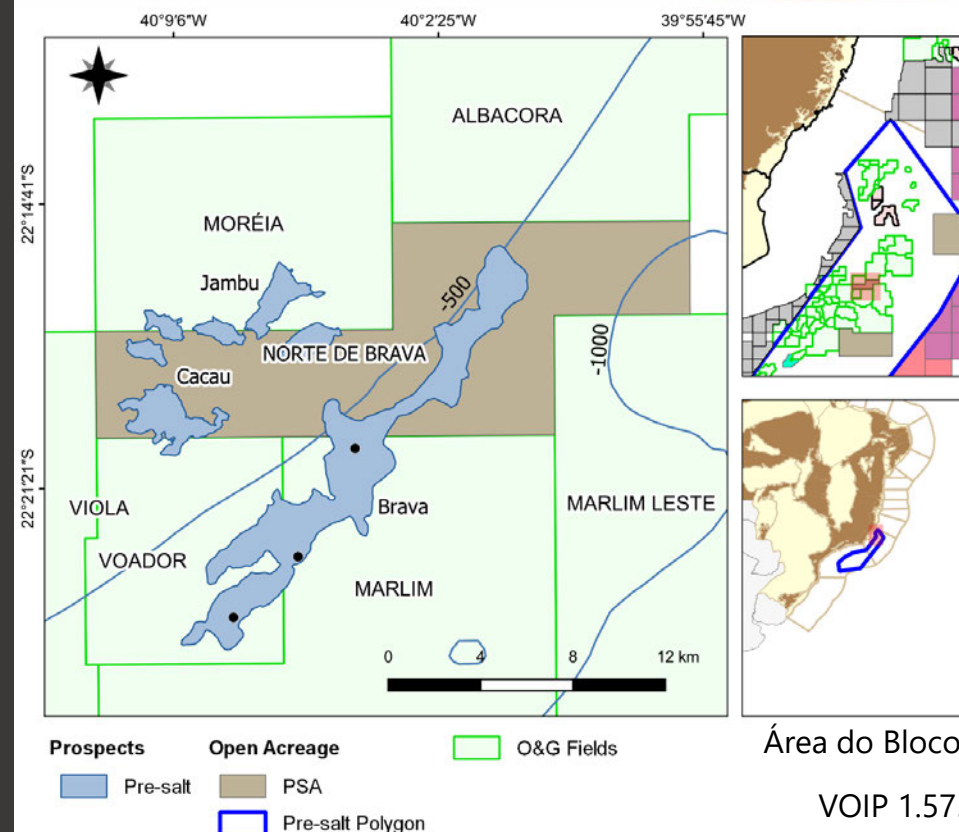 40°9'6"W 40°2'25"W 39°55'45"W
ALBACORA
22°14'41"S
MORÉIA
Jambu
-500
NORTE DE BRAVA
-1000
Cacau
22°21'21"S
VIOLA
Brava
MARLIM LESTE
VOADOR
MARLIM
0 4 8 12 km
Prospects Open Acreage O&G Fields
Pre-salt PSA
Pre-salt Polygon
Área do Bloco
VOIP 1.57